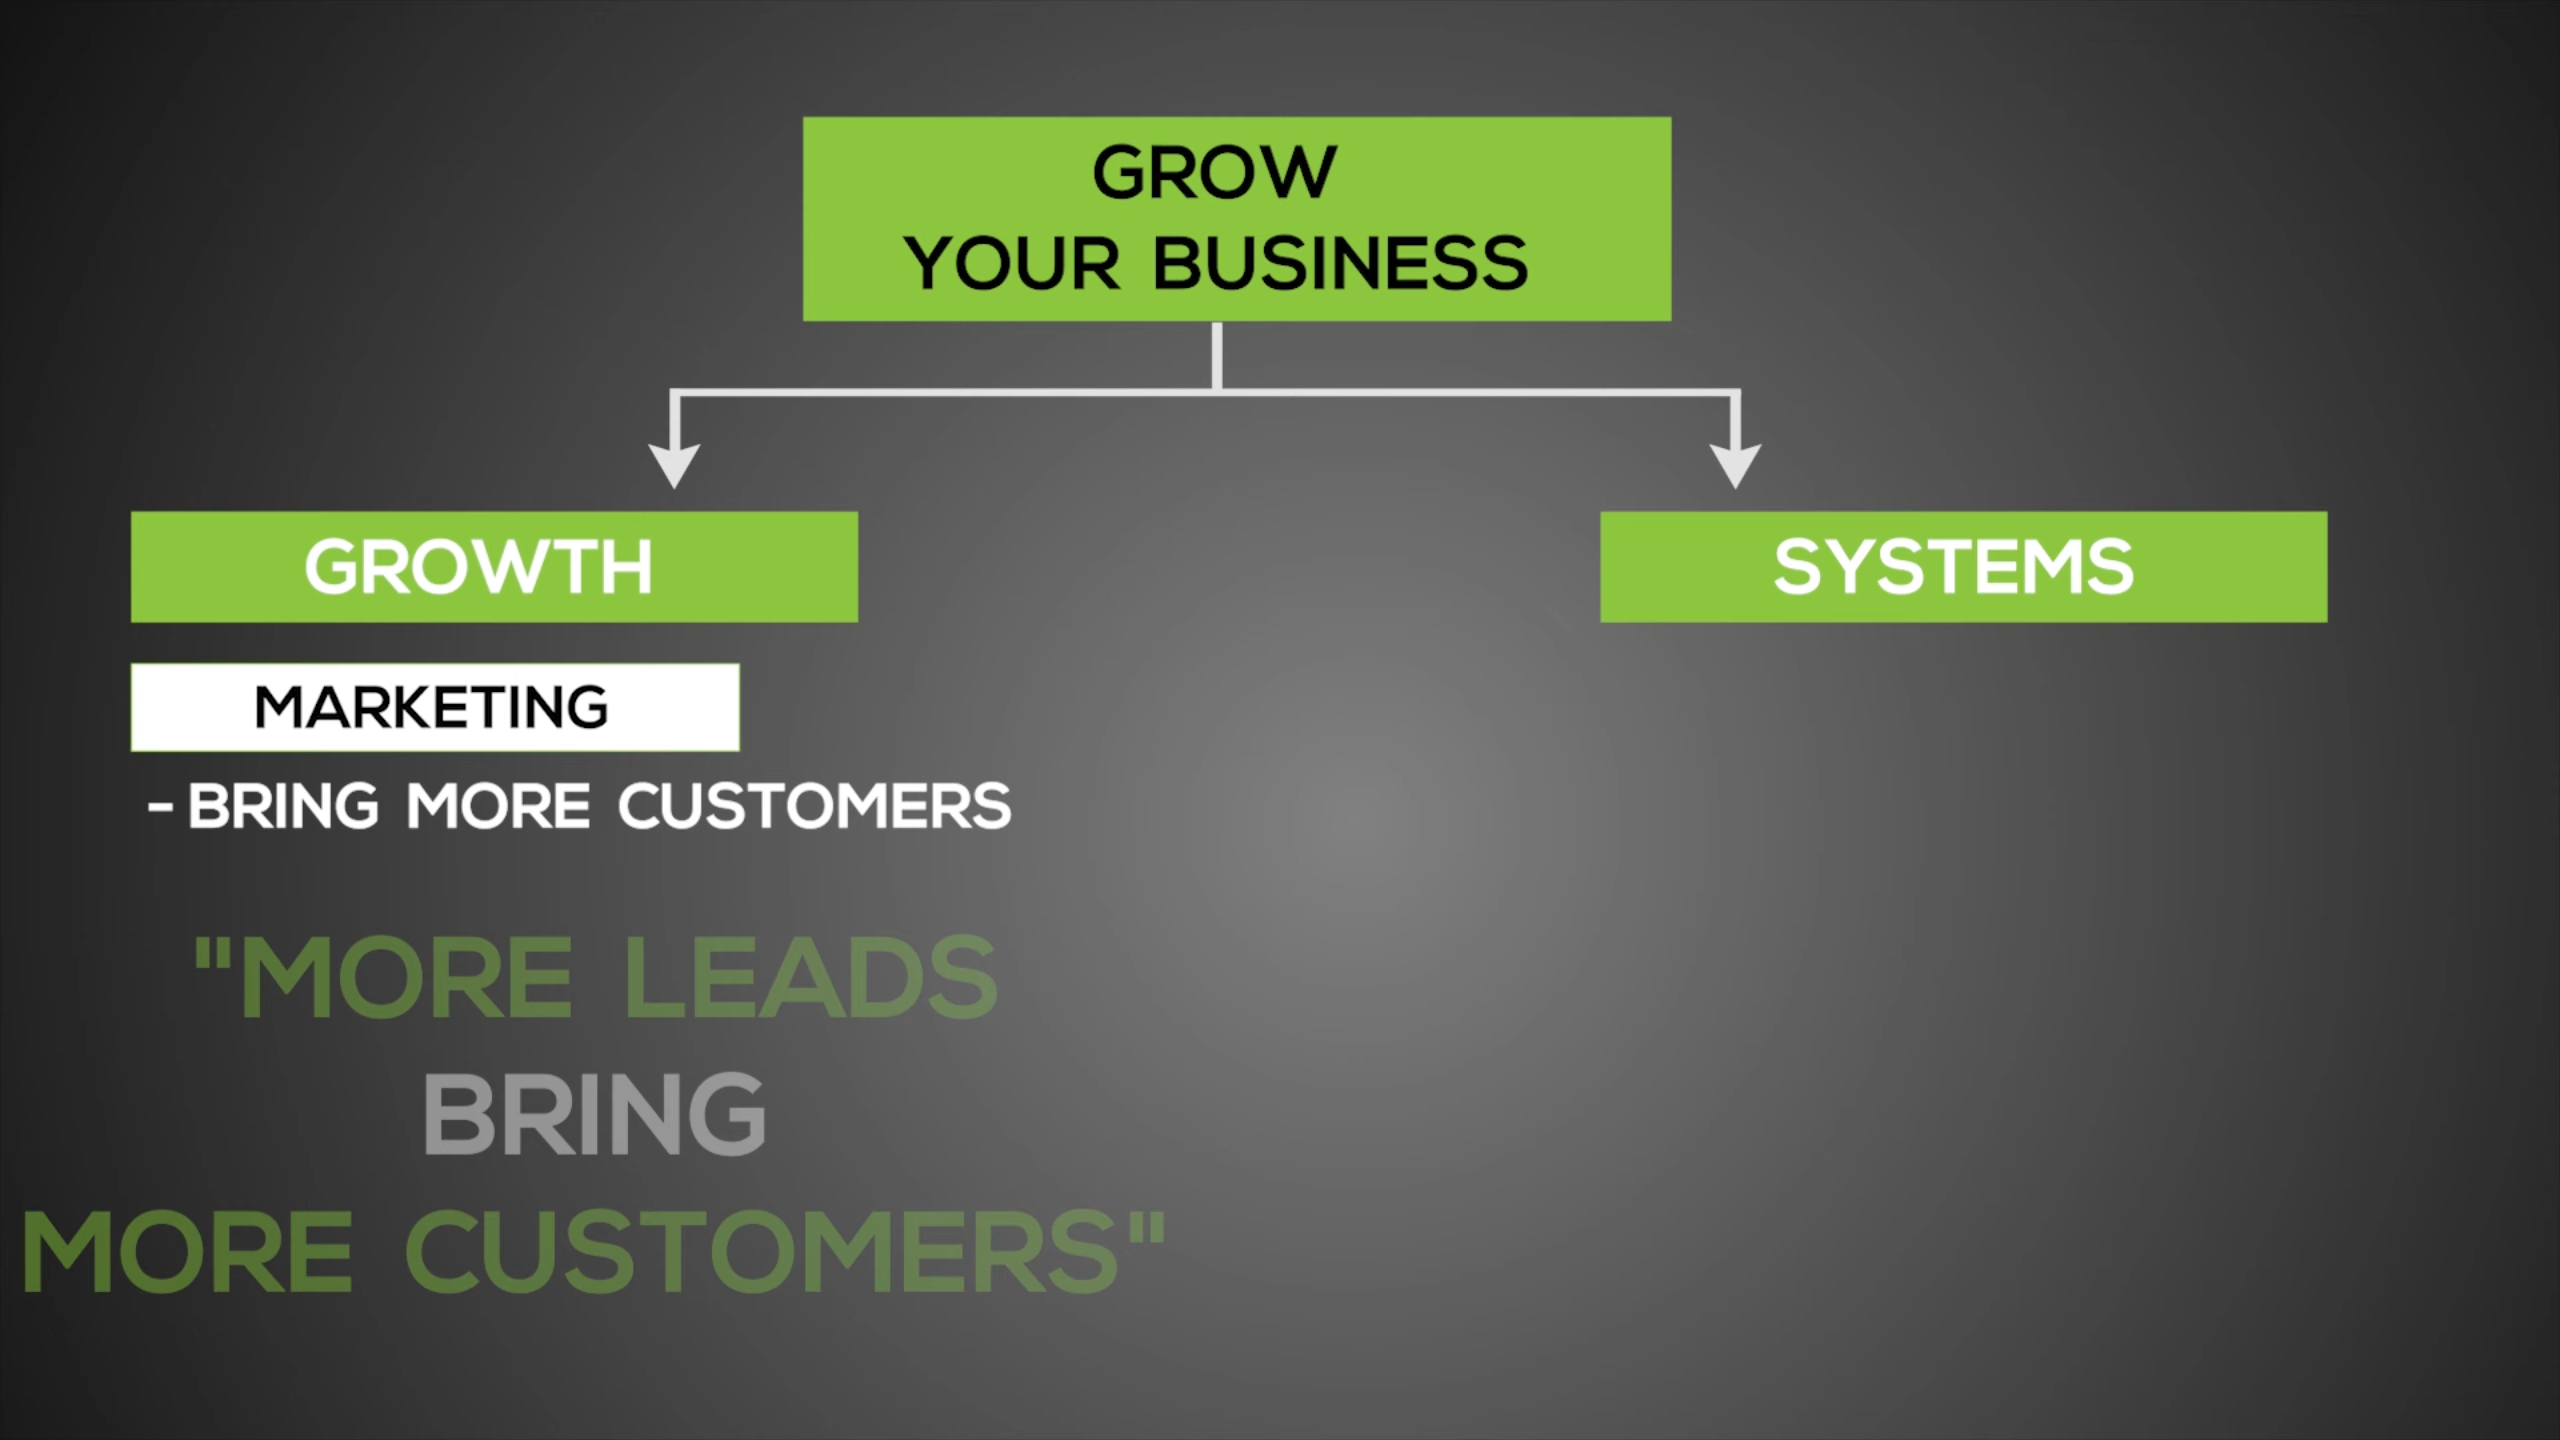 GROW
YOUR BUSINESS
GROWTH
SYSTEMS
MARKETING
- BRING MORE CUSTOMERS
"MORE LEADS
BRING
MORE CUSTOMERS"